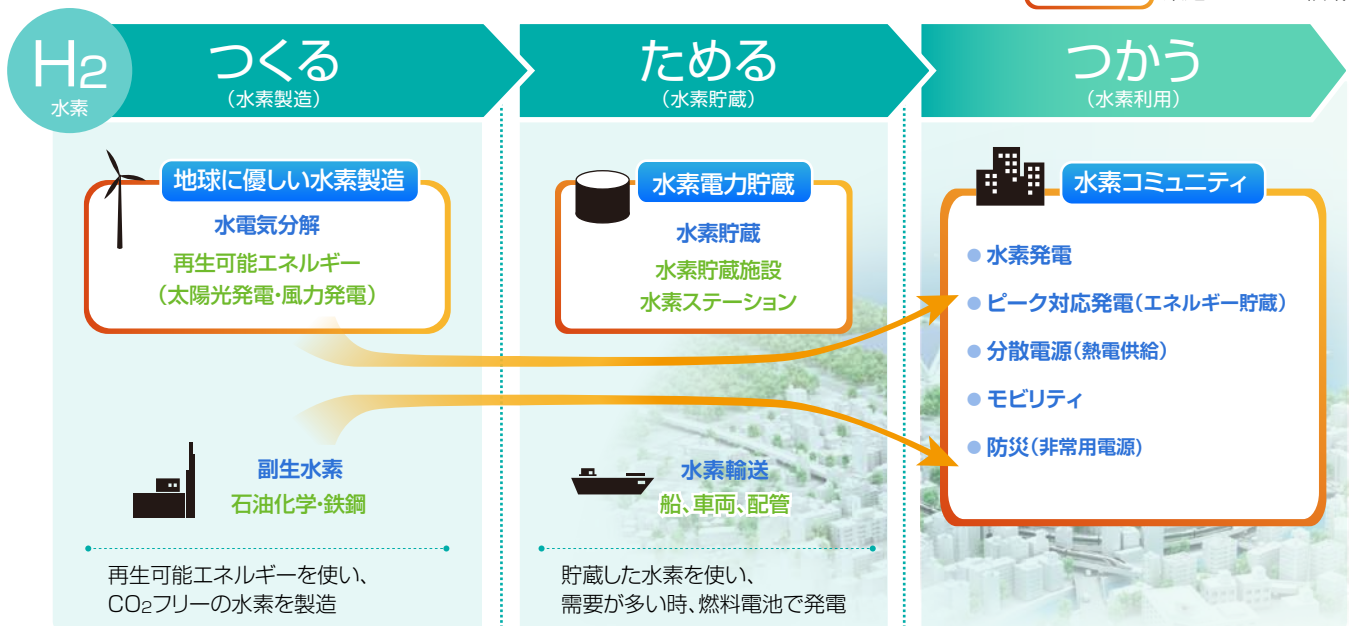 H2
水素
つくる
（水素製造）
ためる
（水素貯蔵）
つかう
（水素利用）
地球に優しい水素製造
水電気分解
再生可能エネルギー
（太陽光発電・風力発電）
副生水素
石油化学・鉄鋼
再生可能エネルギーを使い、
CO2フリーの水素を製造
水素電力貯蔵
水素貯蔵
水素貯蔵施設
水素ステーション
水素輸送
船、車両、配管
貯蔵した水素を使い、
需要が多い時、燃料電池で発電
水素コミュニティ
● 水素発電
● ピーク対応発電（エネルギー貯蔵）
● 分散電源（熱電供給）
● モビリティ
● 防災（非常用電源)